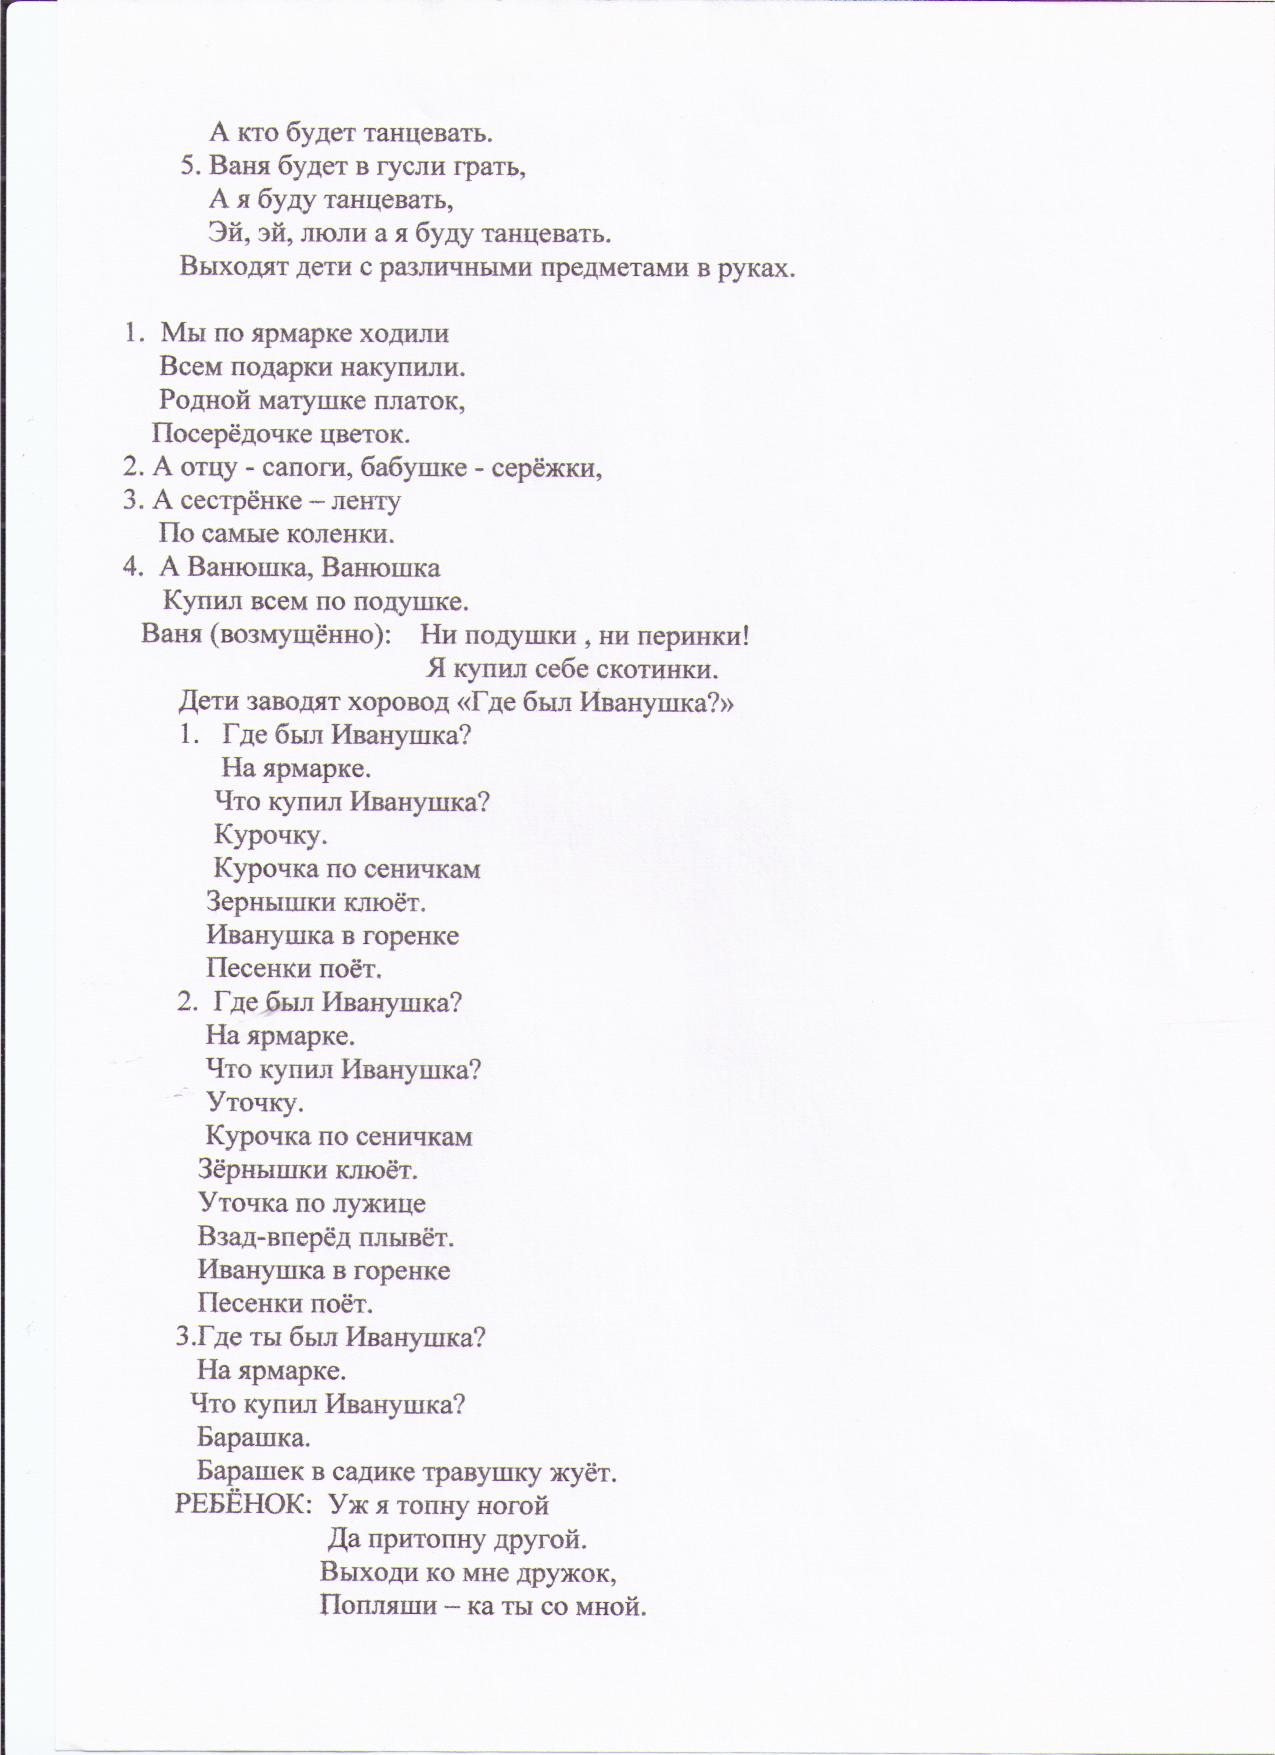 А кто будет танцевать.
5. Ваня будет в гусли грать,
А я буду танцевать,
Эй, эй, люли а я буду танцевать.
Выходят дети с различными предметами в руках.
1. Мы по ярмарке ходили
Всем подарки накупили.
Родной матушке платок,
Посерёдочке цветок.
2. А отцу - сапоги, бабушке - серёжки,
3. А сестрёнке – ленту
По самые коленки.
4. А Ванюшка, Ванюшка
Купил всем по подушке.
Ваня (возмущённо): Ни подушки , ни перинки!
Я купил себе скотинки.
Дети заводят хоровод «Где был Иванушка?»
1. Где был Иванушка?
На ярмарке.
Что купил Иванушка?
Курочку.
Курочка по сеничкам
Зернышки клюёт.
Иванушка в горенке
Песенки поёт.
2. Где был Иванушка?
На ярмарке.
Что купил Иванушка?
Уточку.
Курочка по сеничкам
Зёрнышки клюёт.
Уточка по лужице
Взад-вперёд плывёт.
Иванушка в горенке
Песенки поёт.
3.Где ты был Иванушка?
На ярмарке.
Что купил Иванушка?
Барашка.
Барашек в садике травушку жуёт.
РЕБЁНОК: Уж я топну ногой
Да притопну другой.
Выходи ко мне дружок,
Попляши – ка ты со мной.